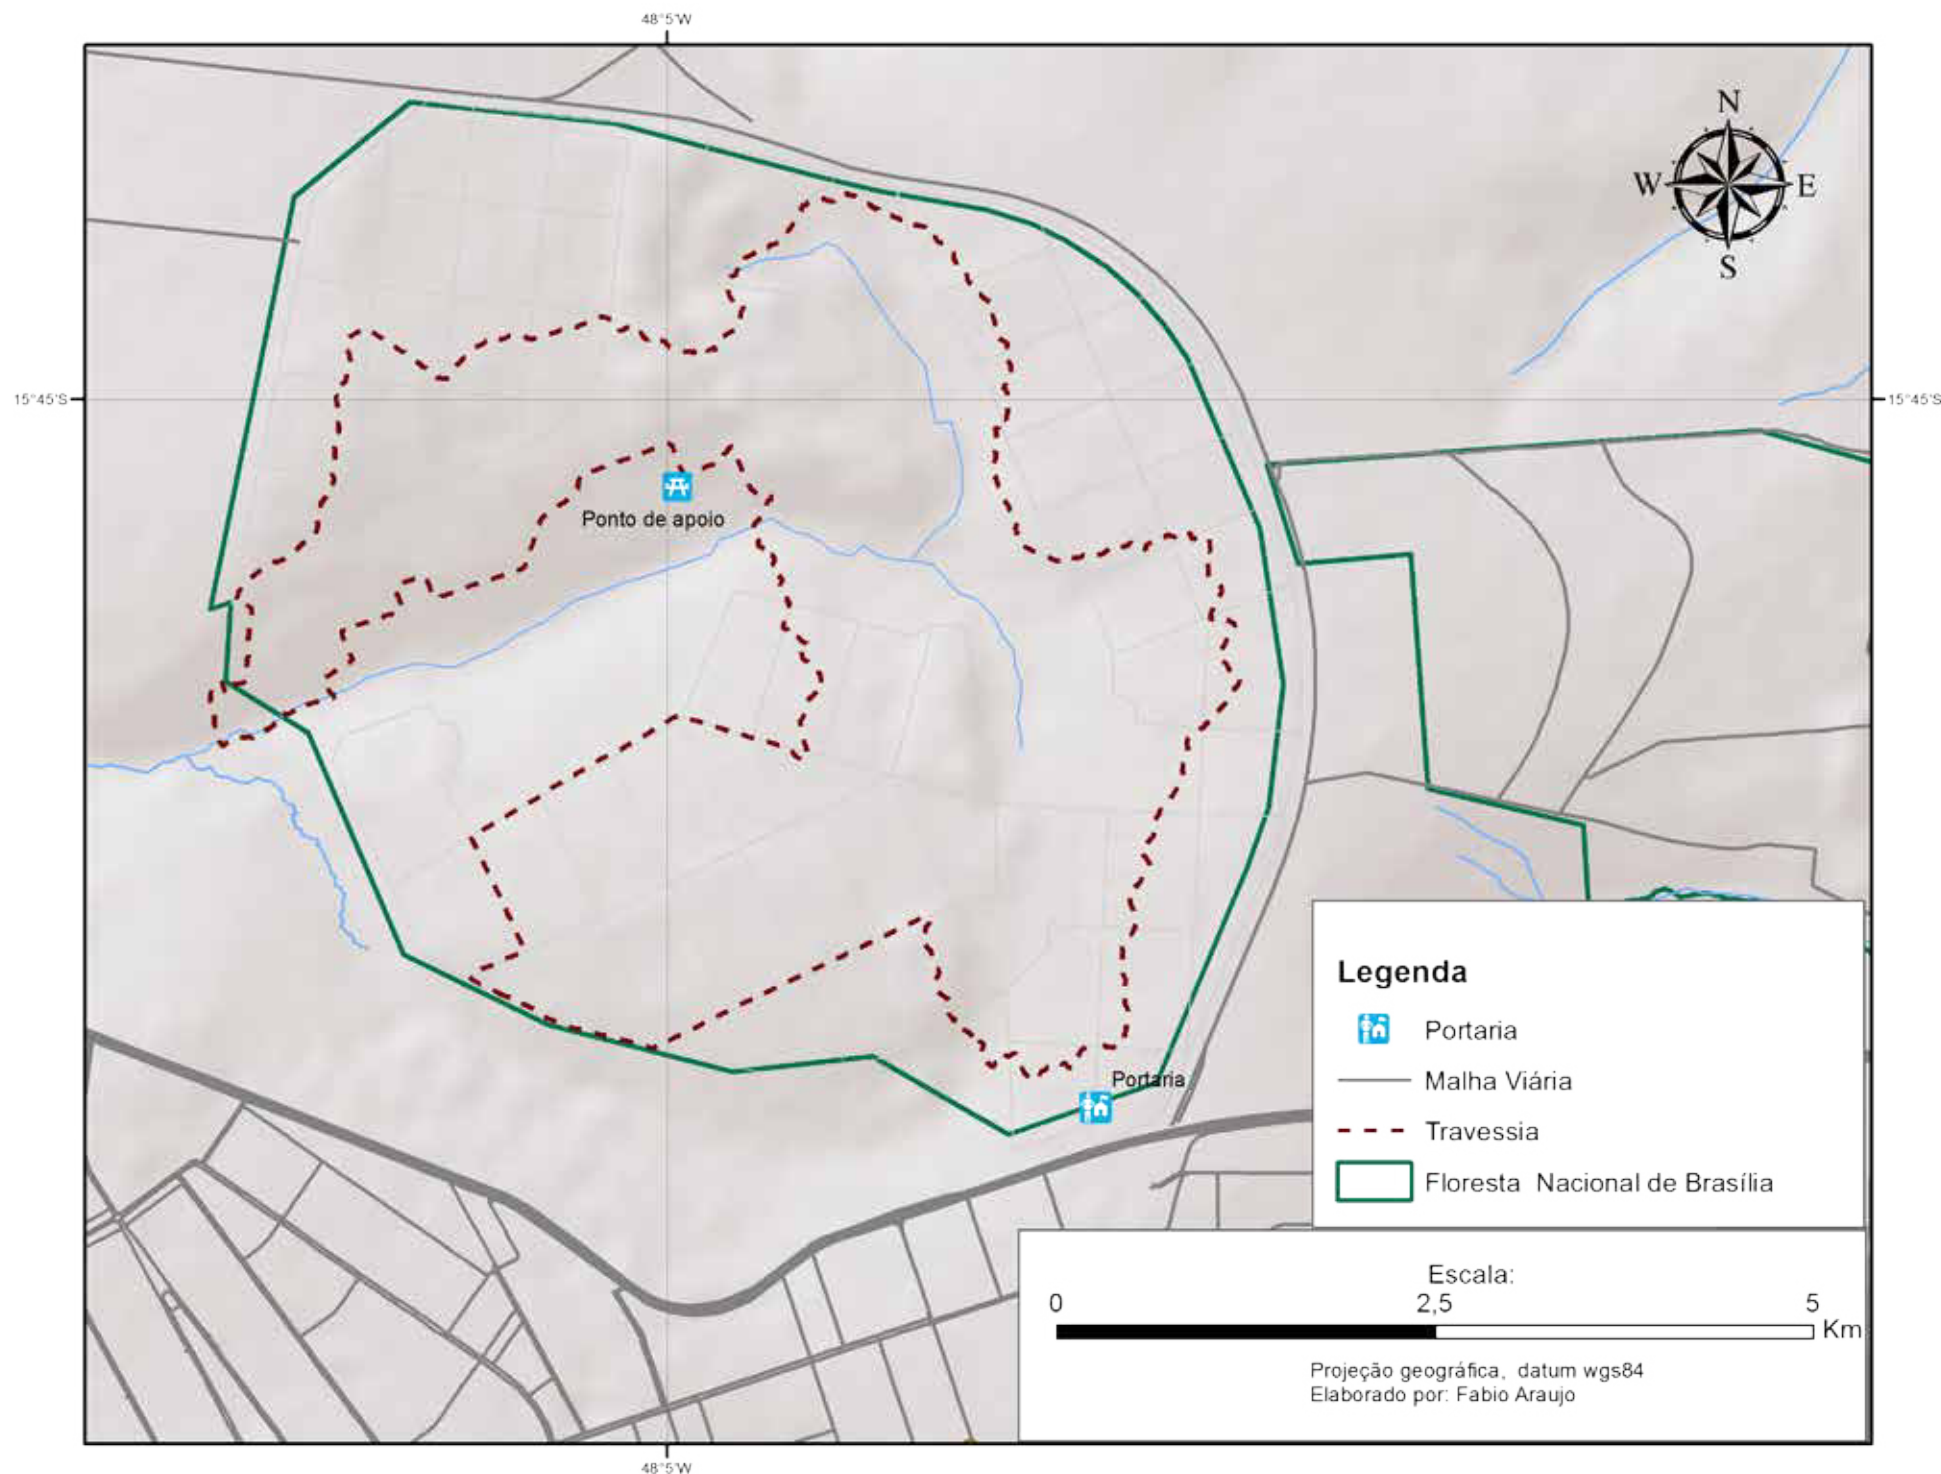 48°5'W
N
W
E
S
15°45'S
15°45'S
Ponto de apoio
Portaria
Legenda
Portaria
Malha Viária
Travessia
Floresta Nacional de Brasília
Escala:
0 2,5 5
Km
Projeção geográfica, datum wgs84
Elaborado por: Fabio Araujo
48°5'W